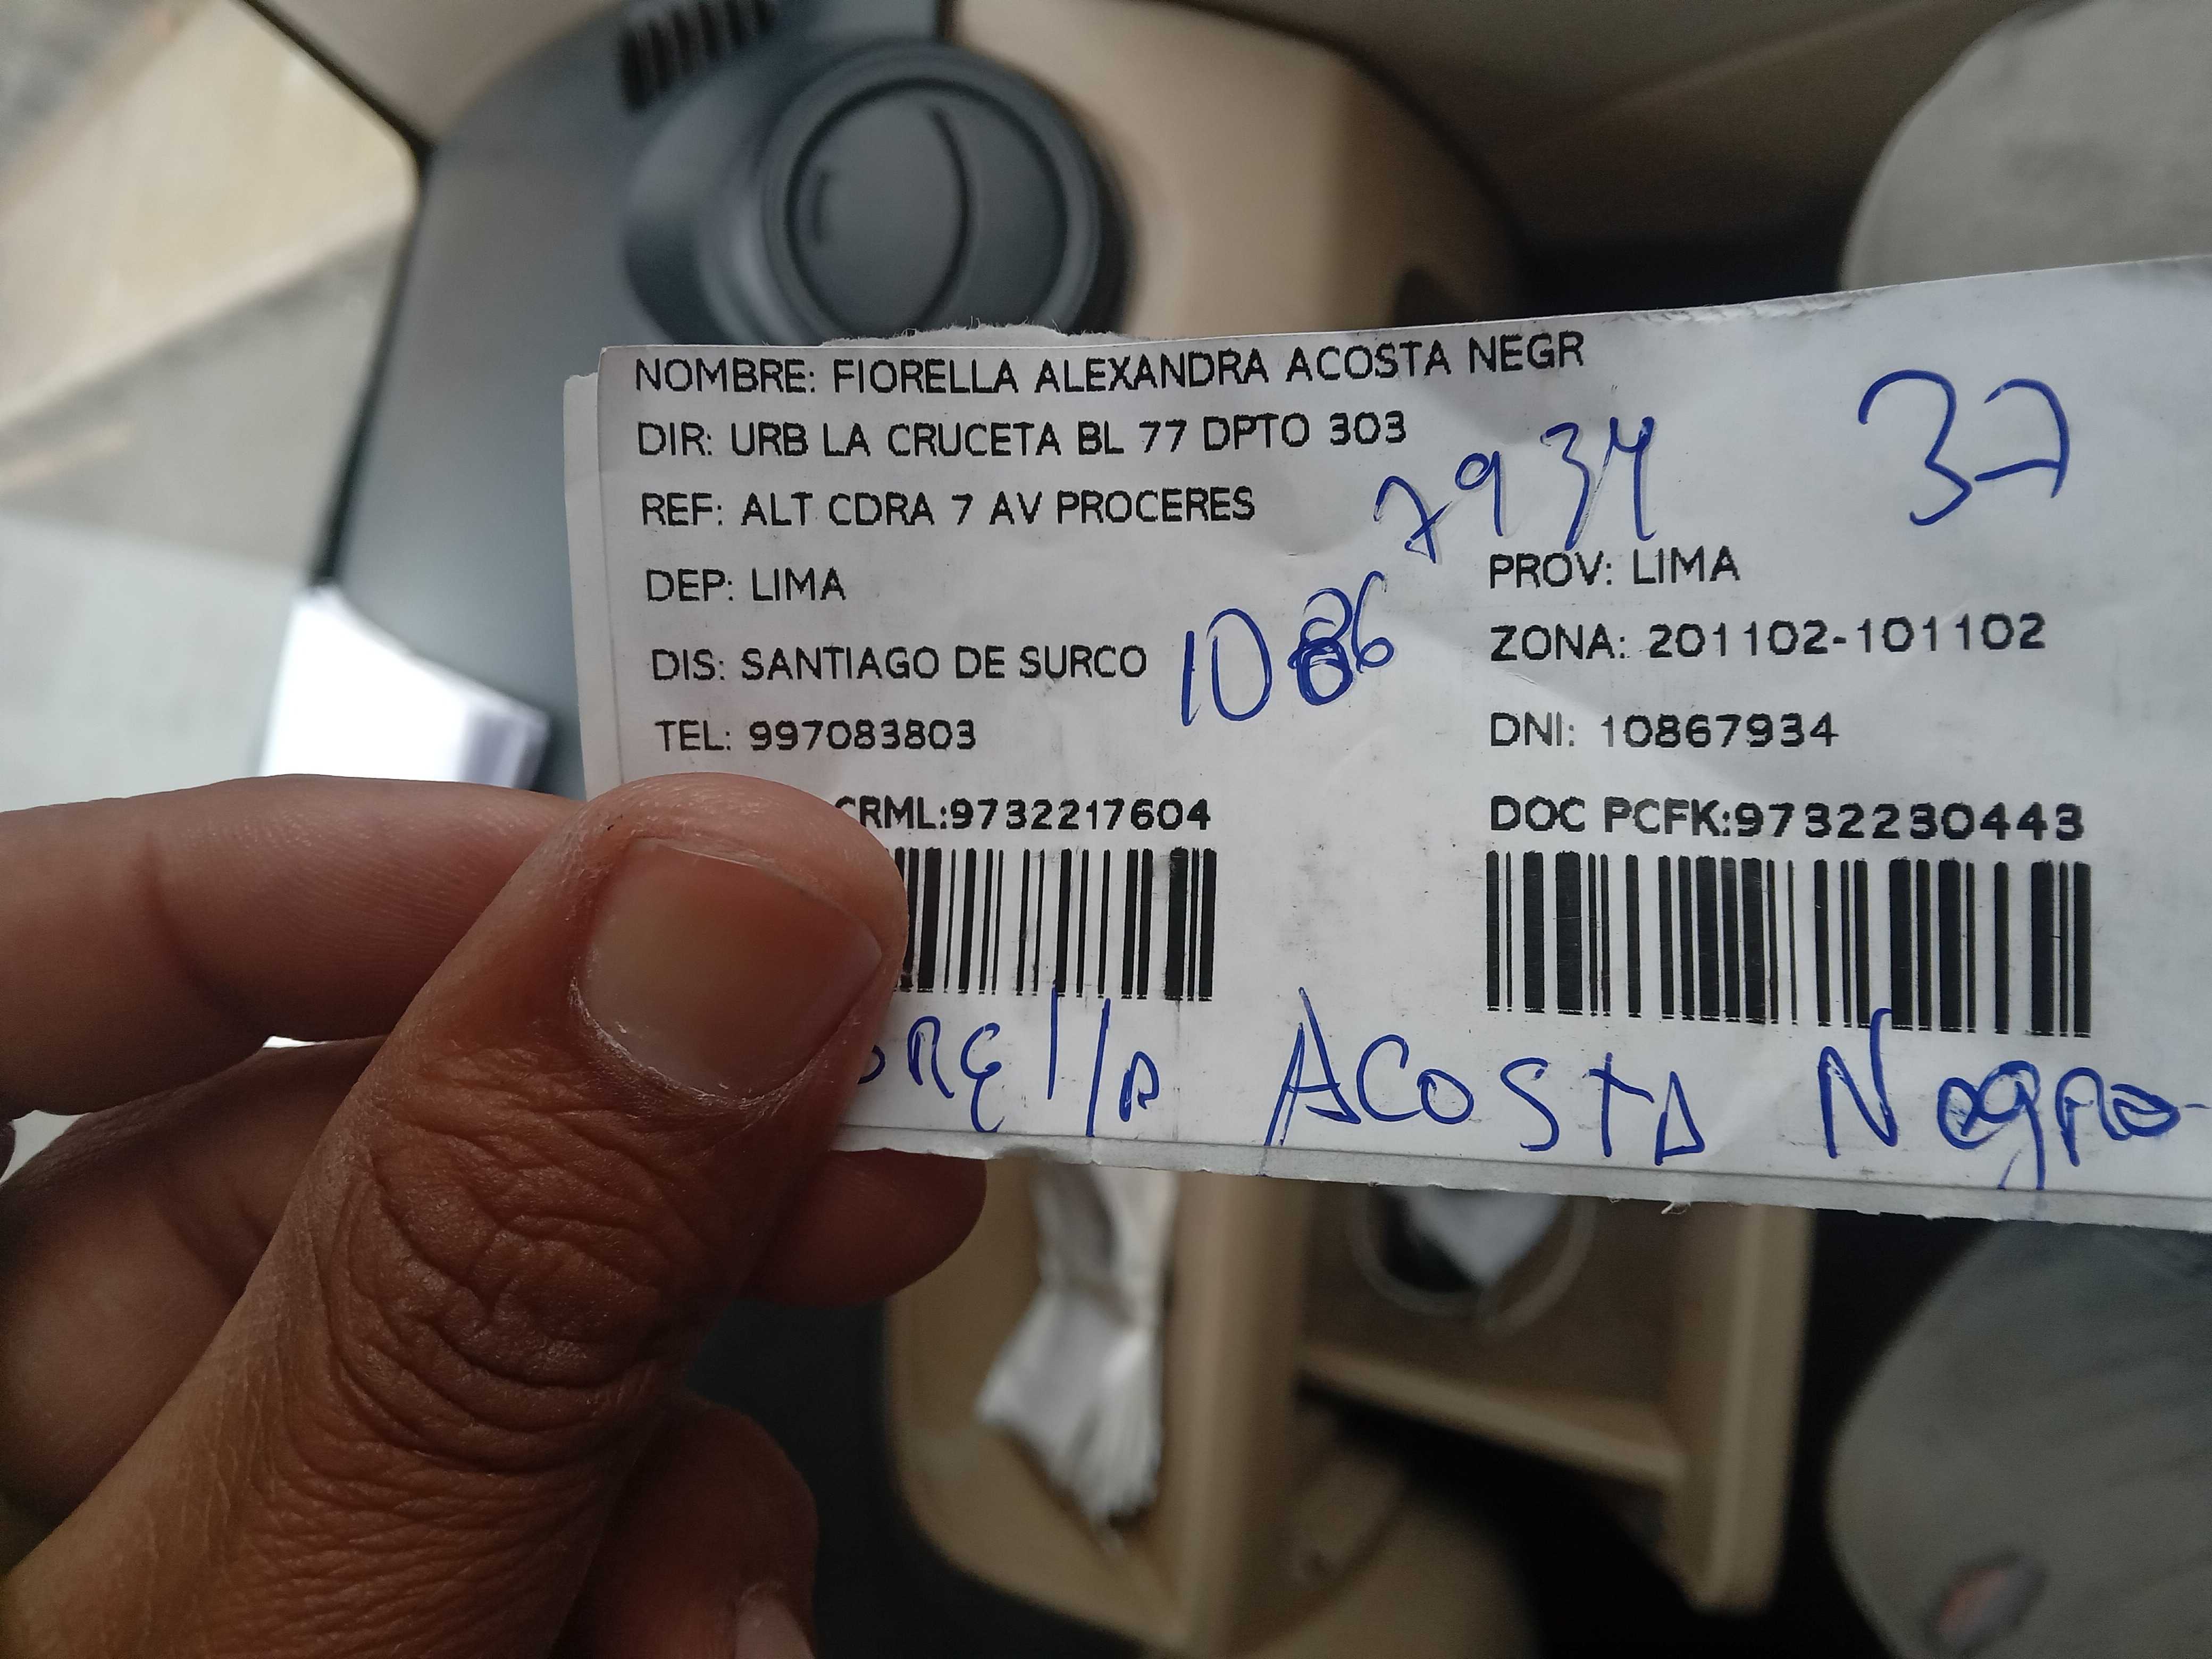 NOMBRE: FIORELLA ALEXANDRA ACOSTA NEGR
DIR: URB LA CRUCETA BL 77 DPTO 303
37
REF: ALT CDRA 7 AV PROCERES
7934
DEP: LIMA
PROV: LIMA
DIS: SANTIAGO DE SURCO
1086
ZONA: 201102-101102
TEL: 997083803
DNI: 10867934
CRML:9732217604
DOC PCFK:9732230443
ORElla ACOSTA Negro